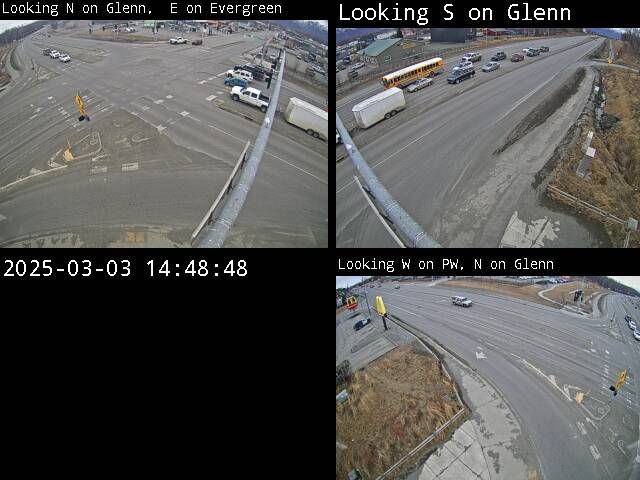 Looking N on Glenn,  E on Evergreen
Looking S on Glenn
2025-03-03 14:48:48
Looking W on PW, N on Glenn